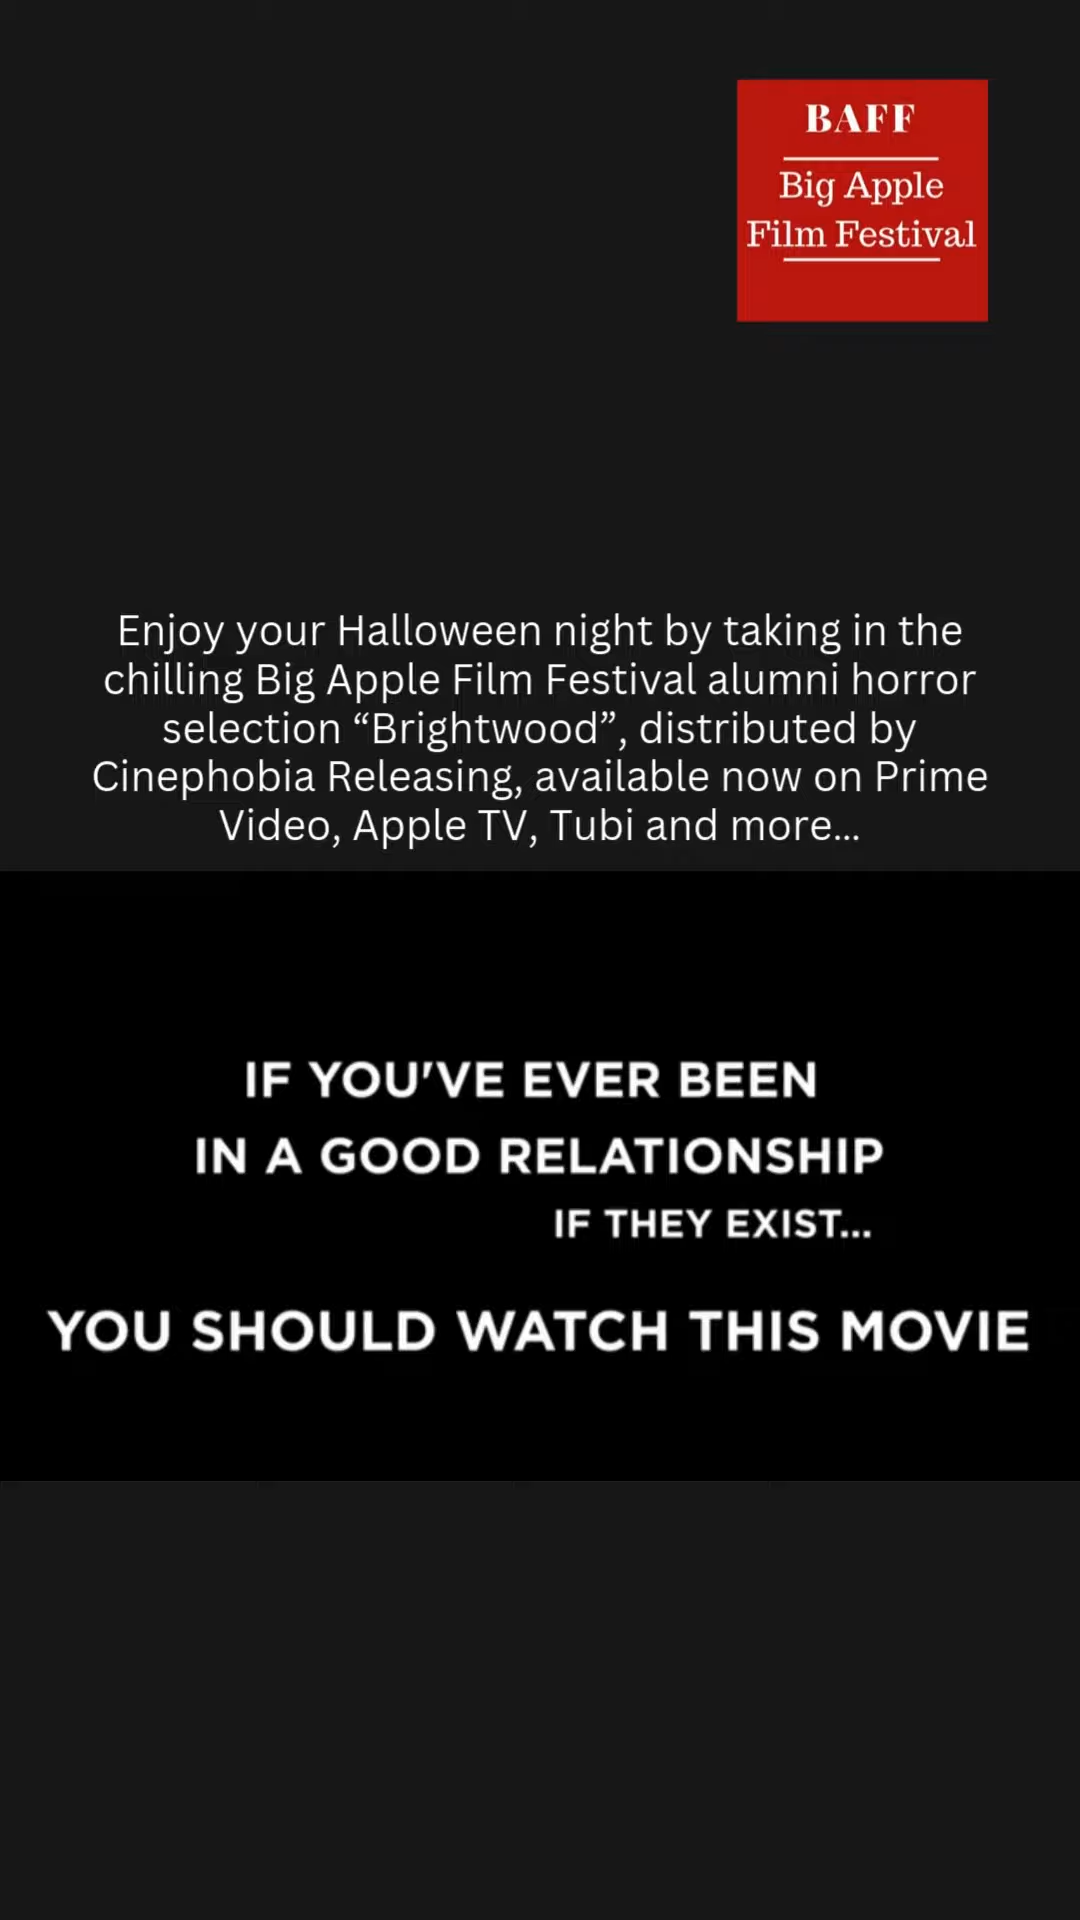 BAFF
Big Apple
Film Festival
Enjoy your Halloween night by taking in the
chilling Big Apple Film Festival alumni horror
selection “Brightwood”, distributed by
Cinephobia Releasing, available now on Prime
Video, Apple TV, Tubi and more...
IF YOU'VE EVER BEEN
IN A GOOD RELATIONSHIP
IF THEY EXIST...
YOU SHOULD WATCH THIS MOVIE